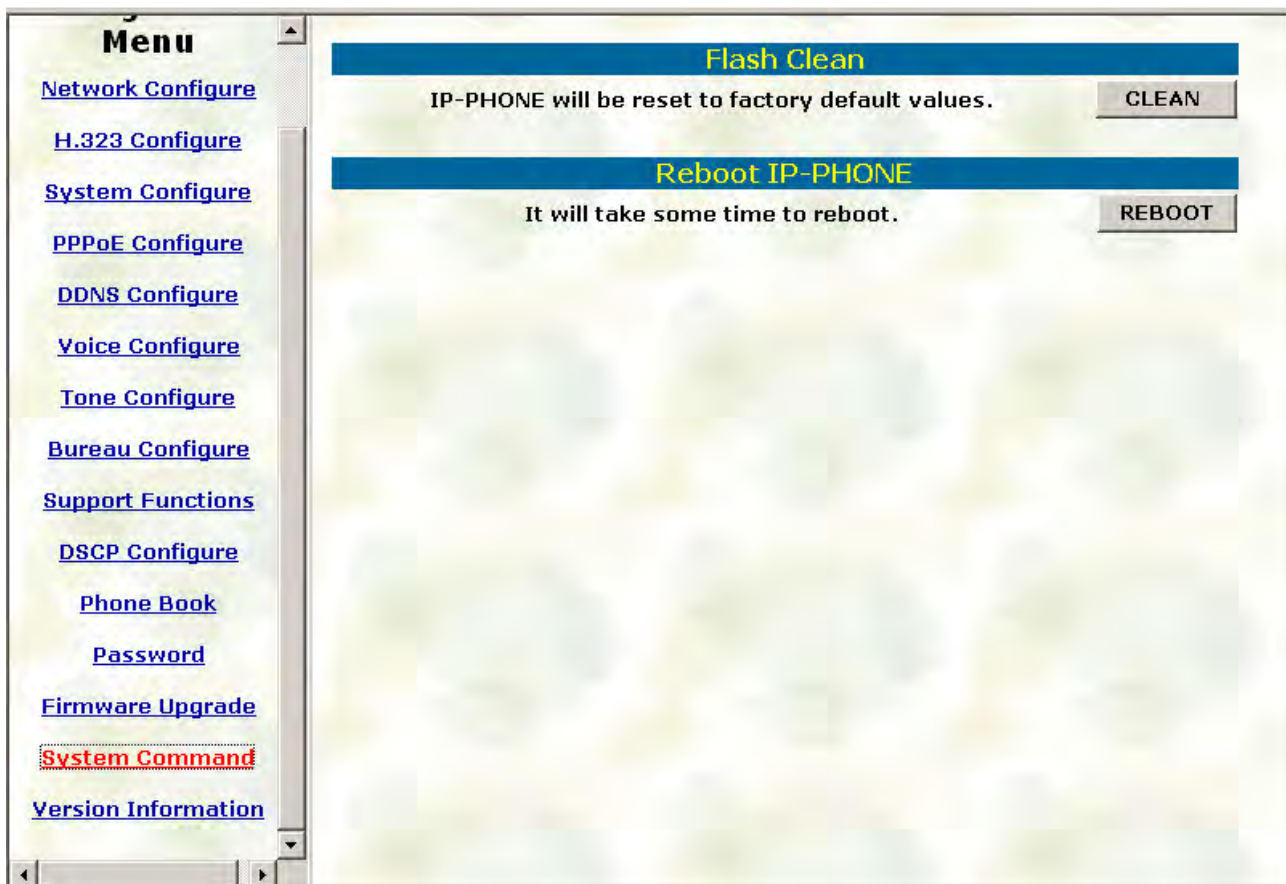 Menu
Network Configure
H.323 Configure
System Configure
PPPoE Configure
DDNS Configure
Voice Configure
Tone Configure
Bureau Configure
Support Functions
DSCP Configure
Phone Book
Password
Firmware Upgrade
System Command
Version Information
Flash Clean
IP-PHONE will be reset to factory default values.
CLEAN
Reboot IP-PHONE
It will take some time to reboot.
REBOOT